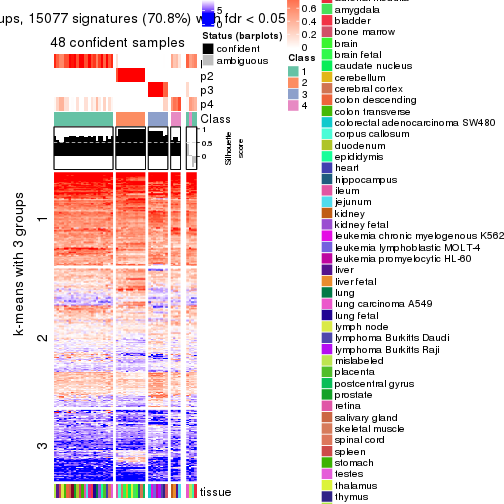 ups, 15077 signatures (70.8%) with fdr < 0.05
48 confident samples
p2
p3
p4
Class
1
0.5
0
Silhouette
score
k-means with 3 groups
1
2
3
tissue
5
0
Status (barplots)
confident
ambiguous
0.6
0.4
0.2
0
Class
1
2
3
4
amygdala
bladder
bone marrow
brain
brain fetal
caudate nucleus
cerebellum
cerebral cortex
colon descending
colon transverse
colorectal adenocarcinoma SW480
corpus callosum
duodenum
epididymis
heart
hippocampus
ileum
jejunum
kidney
kidney fetal
leukemia chronic myelogenous K562
leukemia lymphoblastic MOLT-4
leukemia promyelocytic HL-60
liver
liver fetal
lung
lung carcinoma A549
lung fetal
lymph node
lymphoma Burkitts Daudi
lymphoma Burkitts Raji
mislabeled
placenta
postcentral gyrus
prostate
retina
salivary gland
skeletal muscle
spinal cord
spleen
stomach
testes
thalamus
thymus